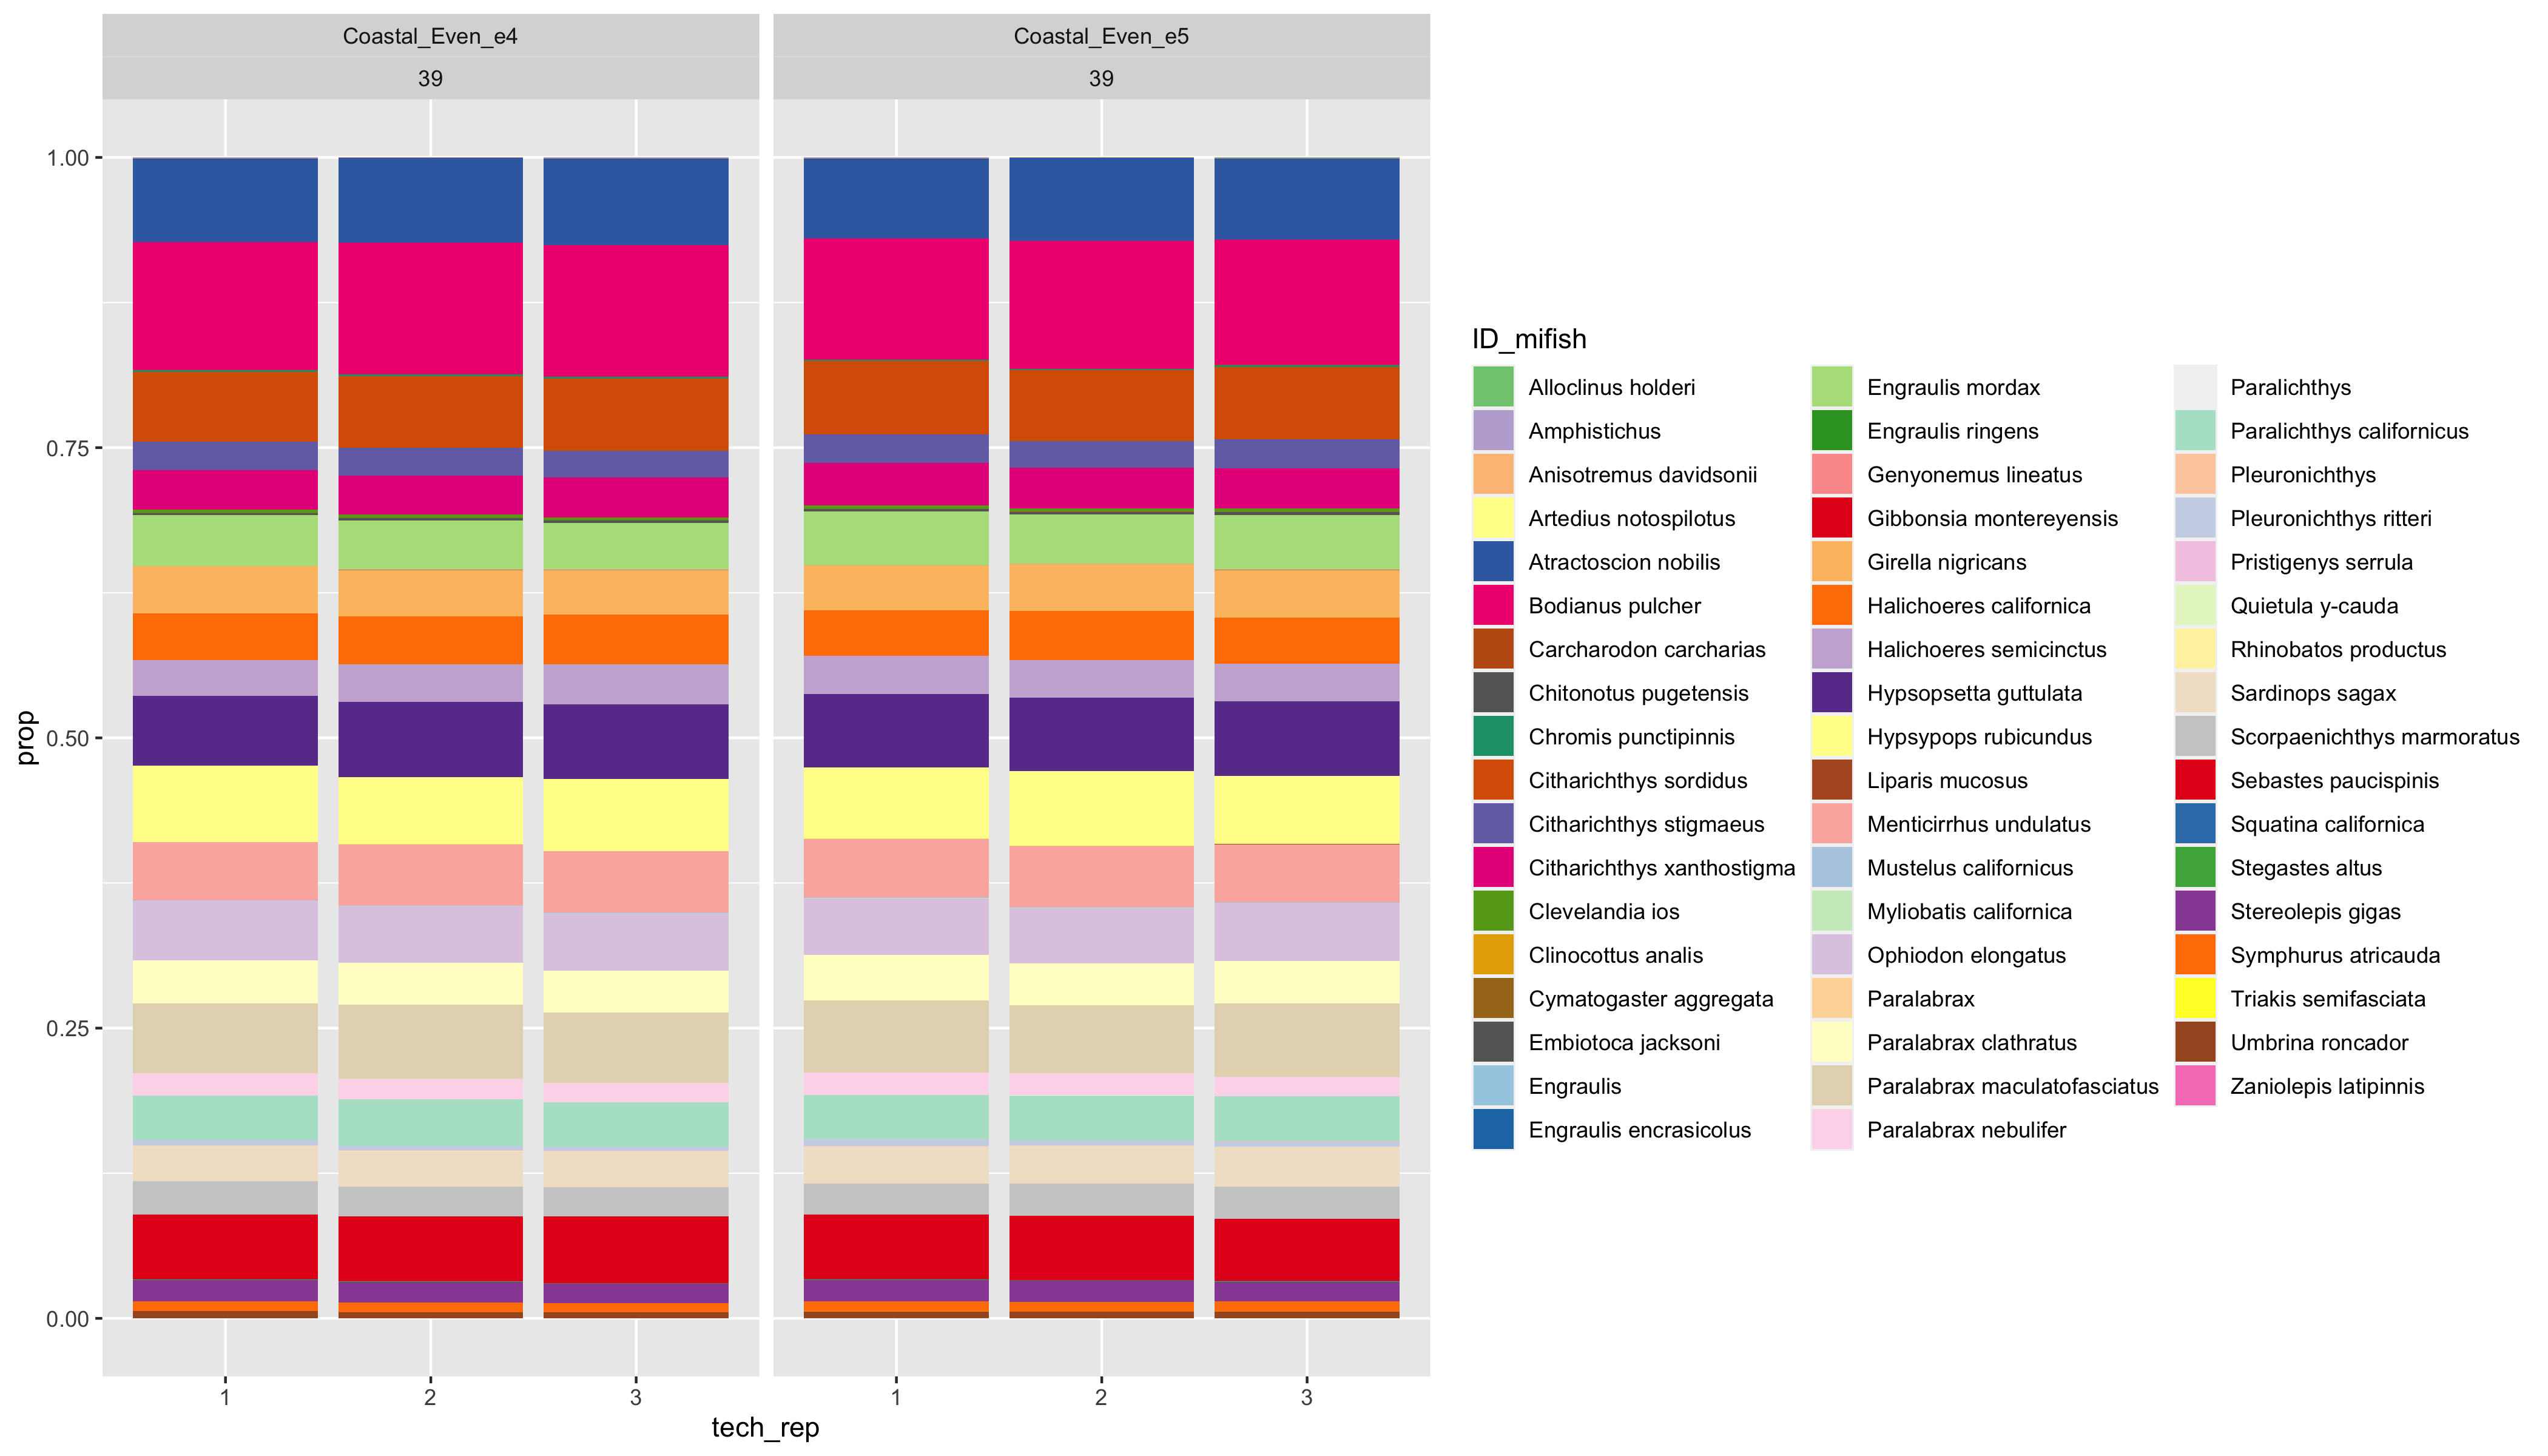 Coastal_Even_e4
Coastal_Even_e5
39
39
1.00
0.75
0.50
0.25
0.00
prop
1
2
3
1
2
3
tech_rep
ID_mifish
Alloclinus holderi
Amphistichus
Anisotremus davidsonii
Artedius notospilotus
Atractoscion nobilis
Bodianus pulcher
Carcharodon carcharias
Chitonotus pugetensis
Chromis punctipinnis
Citharichthys sordidus
Citharichthys stigmaeus
Citharichthys xanthostigma
Clevelandia ios
Clinocottus analis
Cymatogaster aggregata
Embiotoca jacksoni
Engraulis
Engraulis encrasicolus
Engraulis mordax
Engraulis ringens
Genyonemus lineatus
Gibbonsia montereyensis
Girella nigricans
Halichoeres californica
Halichoeres semicinctus
Hypsopsetta guttulata
Hypsypops rubicundus
Liparis mucosus
Menticirrhus undulatus
Mustelus californicus
Myliobatis californica
Ophiodon elongatus
Paralabrax
Paralabrax clathratus
Paralabrax maculatofasciatus
Paralabrax nebulifer
Paralichthys
Paralichthys californicus
Pleuronichthys
Pleuronichthys ritteri
Pristigenys serrula
Quietula y-cauda
Rhinobatos productus
Sardinops sagax
Scorpaenichthys marmoratus
Sebastes paucispinis
Squatina californica
Stegastes altus
Stereolepis gigas
Symphurus atricauda
Triakis semifasciata
Umbrina roncador
Zaniolepis latipinnis